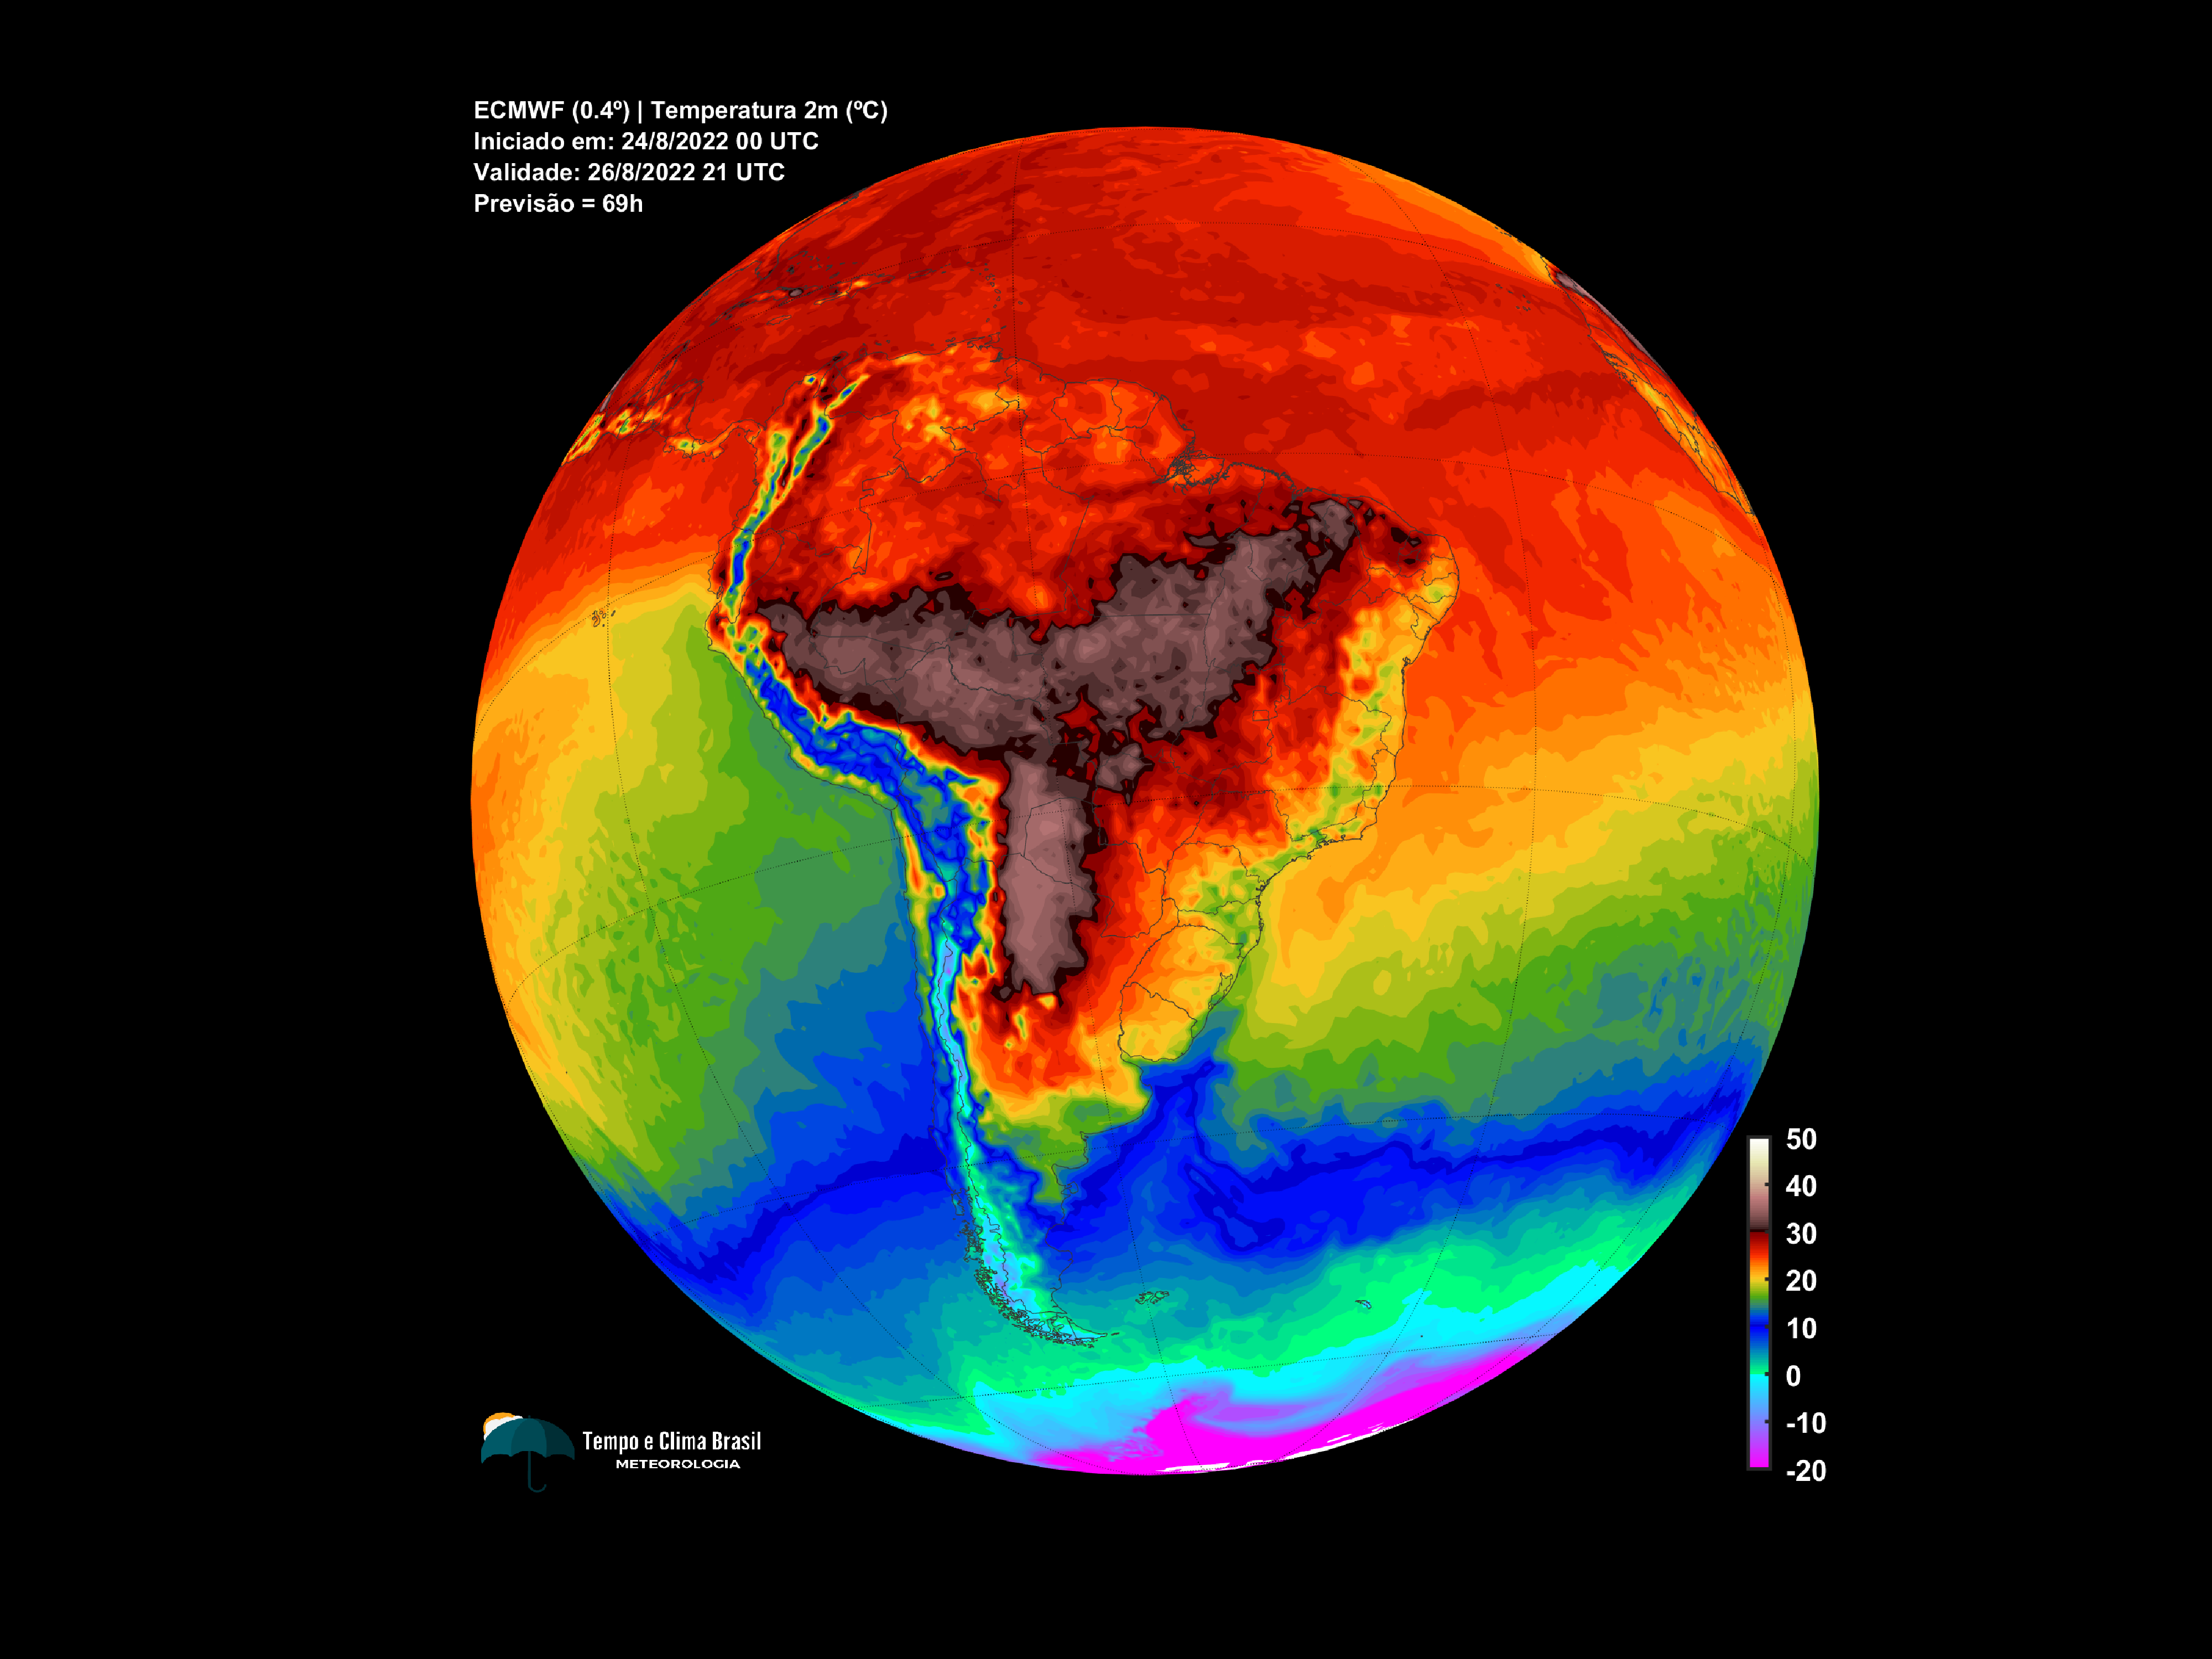 ECMWF (0.4º) | Temperatura 2m (ºC)
Iniciado em: 24/8/2022 00 UTC
Validade: 26/8/2022 21 UTC
Previsão = 69h
50
40
30
20
10
0
-10
-20
Tempo e Clima Brasil
METEOROLOGIA